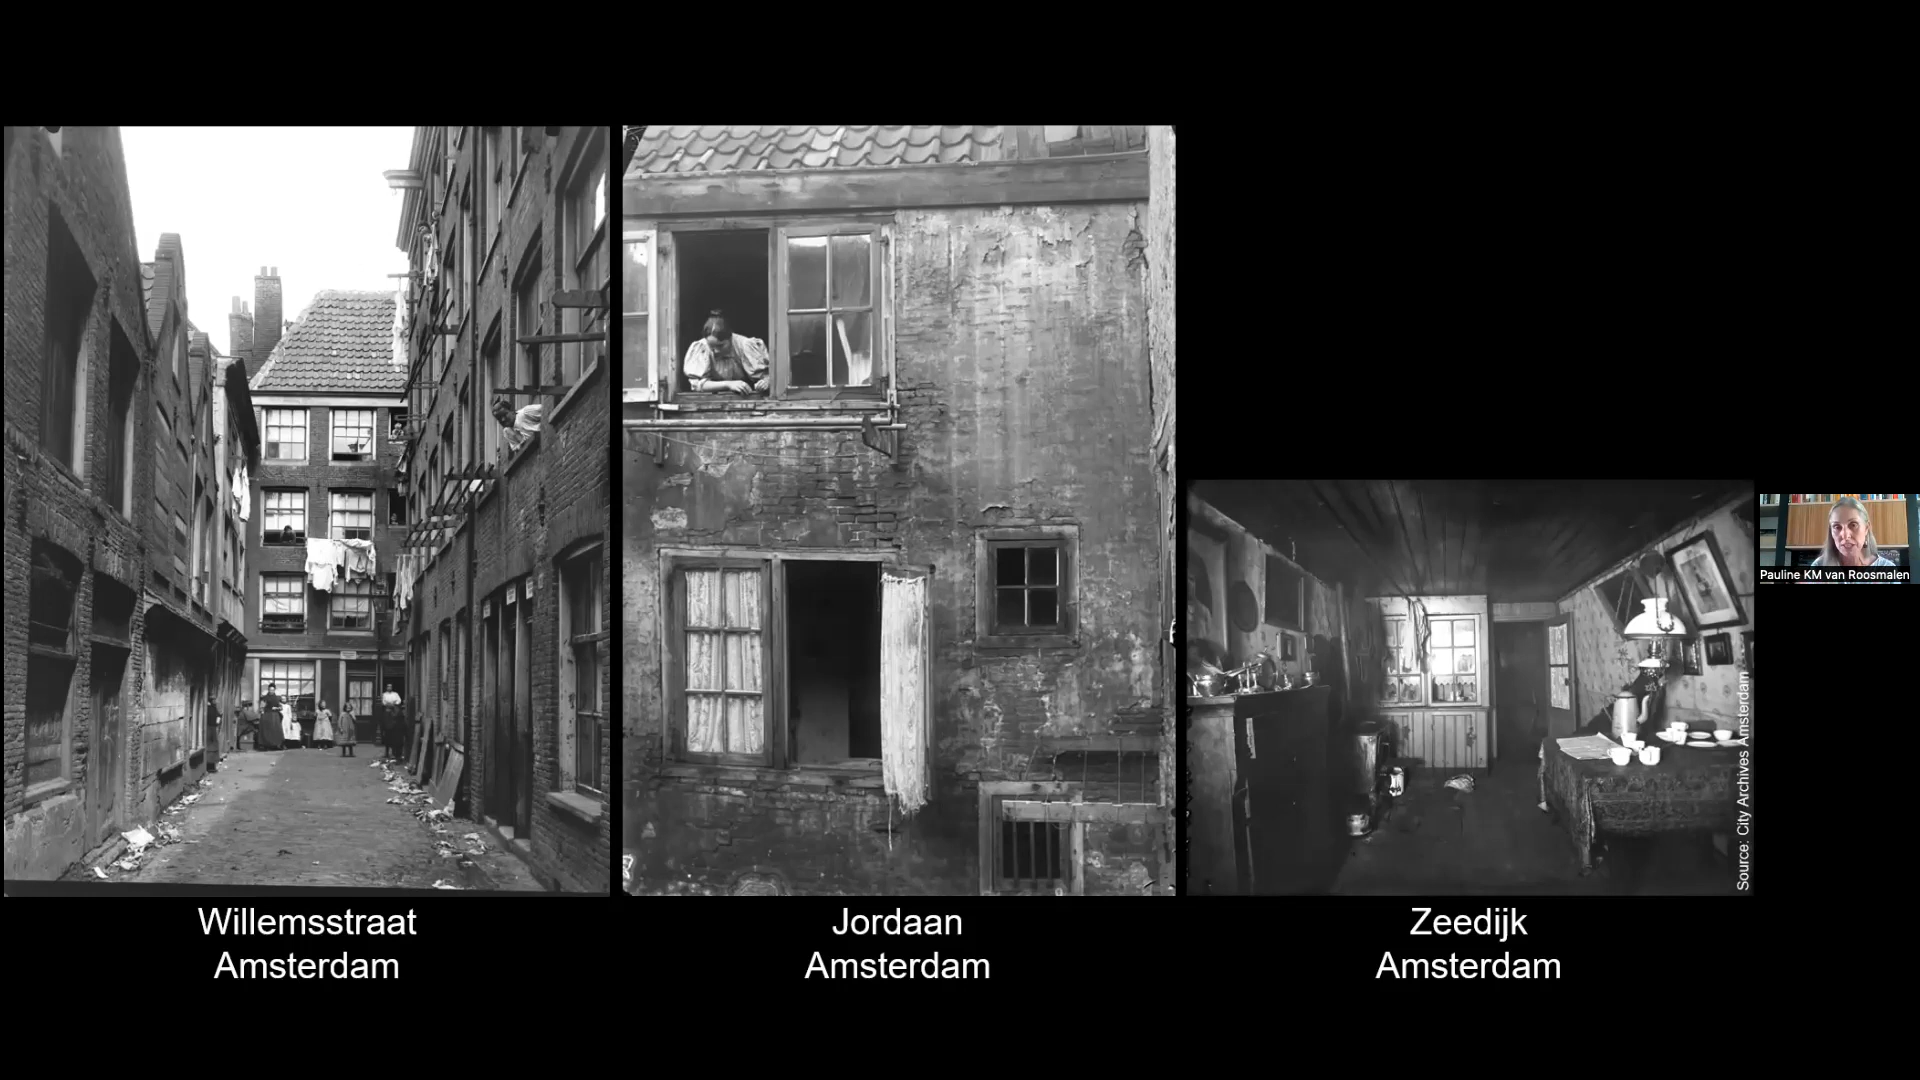 Willemsstraat
Amsterdam
Jordaan
Amsterdam
Zeedijk
Amsterdam
Source: City Archives Amsterdam
Pauline KM van Roosmalen